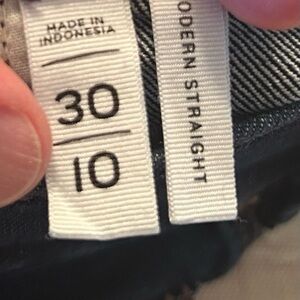 MADE IN
INDONESIA
30
10
ODERN STRAIGHT